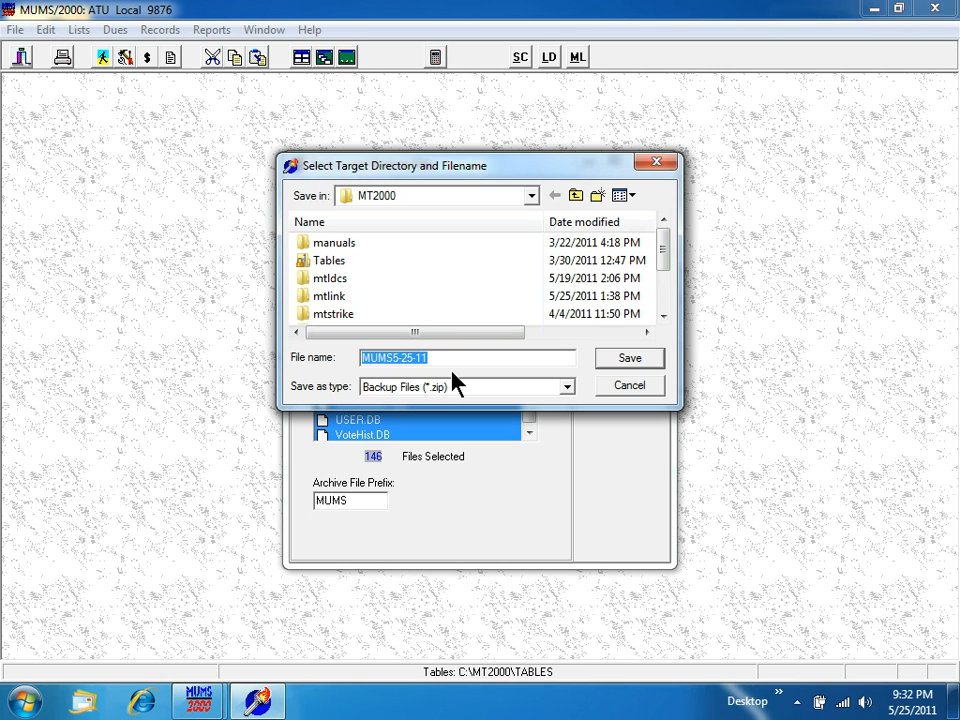 MUMS/2000: ATU Local 9876
File Edit Lists Dues Records Reports Window Help
$ SC LD ML
Select Target Directory and Filename
Save in: MT2000
Name Date modified
manuals 3/22/2011 4:18 PM
Tables 3/30/2011 12:47 PM
mtldcs 5/19/2011 2:06 PM
mtlink 5/25/2011 1:38 PM
mtstrike 4/4/2011 11:50 PM
File name: MUMS5-25-11 Save
Save as type: Backup Files (*.zip) Cancel
USER.DB
VoteHist.DB
146 Files Selected
Archive File Prefix:
MUMS
Tables: C:\MT2000\TABLES
MUMS
2000
Desktop »
9:32 PM
5/25/2011